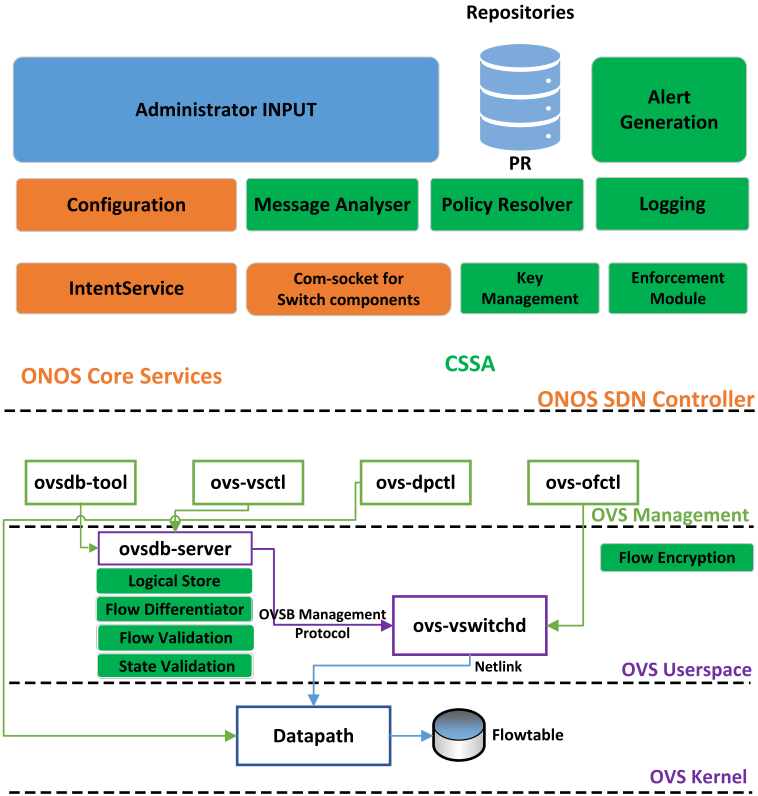 Repositories
Administrator INPUT
Alert
Generation
PR
Configuration
Message Analyser
Policy Resolver
Logging
IntentService
Com-socket for
Switch components
Key
Management
Enforcement
Module
CSSA
ONOS Core Services
ONOS SDN Controller
ovsdb-tool
ovs-vsctl
ovs-dpctl
ovs-ofctl
OVS Management
ovsdb-server
Flow Encryption
Logical Store
Flow Differentiator
Flow Validation
State Validation
OVSB Management
Protocol
ovs-vswitchd
Netlink
OVS Userspace
Datapath
Flowtable
OVS Kernel